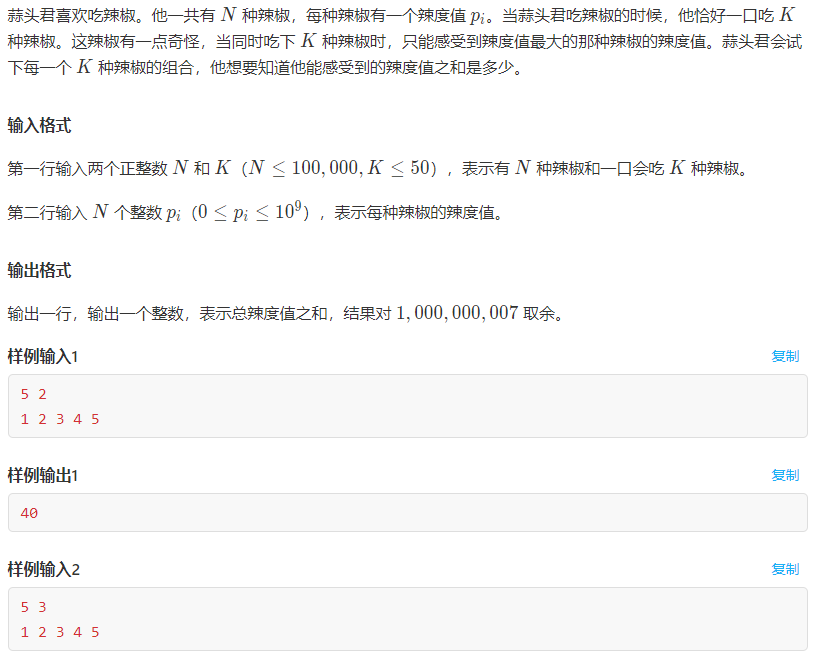 蒜头君喜欢吃辣椒。他一共有 N 种辣椒，每种辣椒有一个辣度值 pᵢ。当蒜头君吃辣椒的时候，他恰好一口吃 K
种辣椒。这辣椒有一点奇怪，当同时吃下 K 种辣椒时，只能感受到辣度值最大的那种辣椒的辣度值。蒜头君会试
下每一个 K 种辣椒的组合，他想要知道他能感受到的辣度值之和是多少。
输入格式
第一行输入两个正整数 N 和 K（N ≤ 100,000, K ≤ 50），表示有 N 种辣椒和一口会吃 K 种辣椒。
第二行输入 N 个整数 pᵢ（0 ≤ pᵢ ≤ 10⁹），表示每种辣椒的辣度值。
输出格式
输出一行，输出一个整数，表示总辣度值之和，结果对 1,000,000,007 取余。
样例输入1 复制
5 2
1 2 3 4 5
样例输出1 复制
40
样例输入2 复制
5 3
1 2 3 4 5